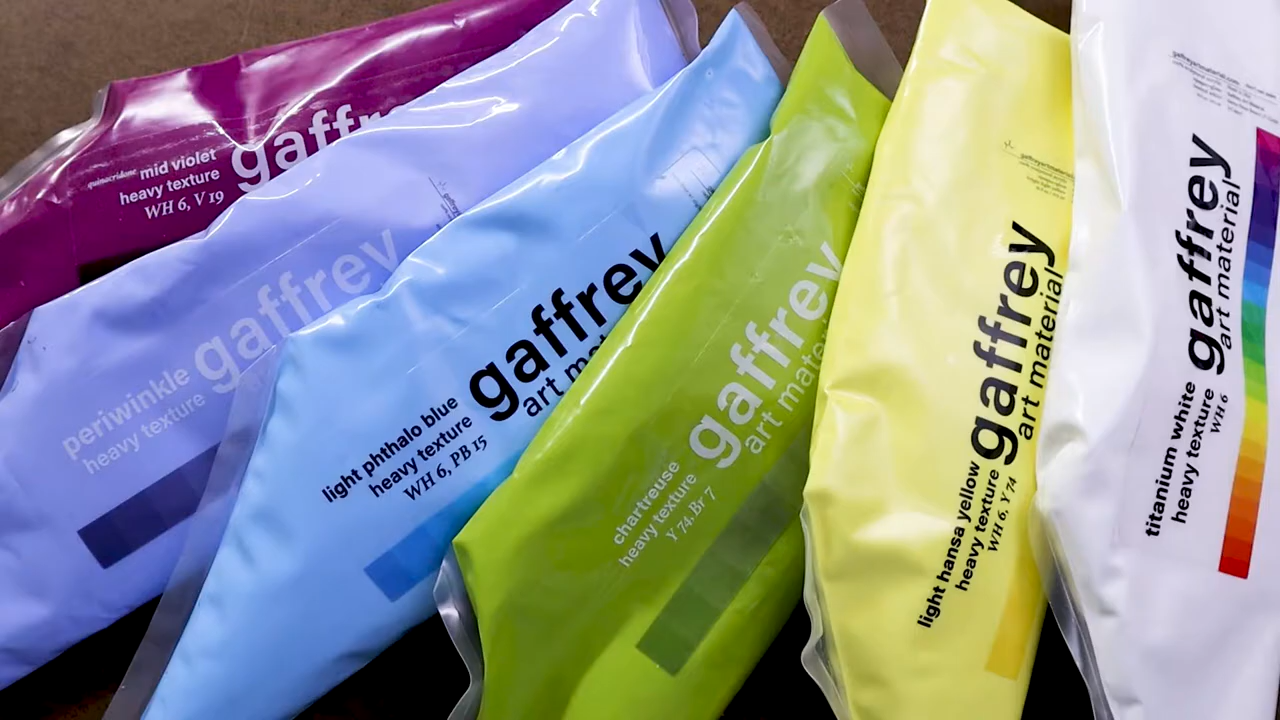 quinacridone mid violet
heavy texture
WH 6, V 19
gaffr
periwinkle
heavy texture
gaffrey
light phthalo blue
heavy texture
WH 6, PB 15
gaffrey
art ma
chartreuse
heavy texture
Y 74, Br 7
gaffrey
art mate
light hansa yellow
heavy texture
WH 6, Y 74
gaffrey
art material
titanium white
heavy texture
WH 6
gaffrey
art material